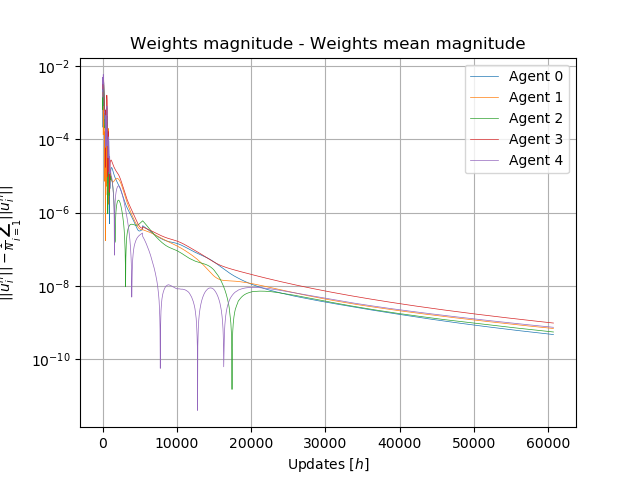 Weights magnitude - Weights mean magnitude
Agent 0
Agent 1
Agent 2
Agent 3
Agent 4
10⁻²
10⁻⁴
10⁻⁶
10⁻⁸
10⁻¹⁰
0 10000 20000 30000 40000 50000 60000
Updates [h]